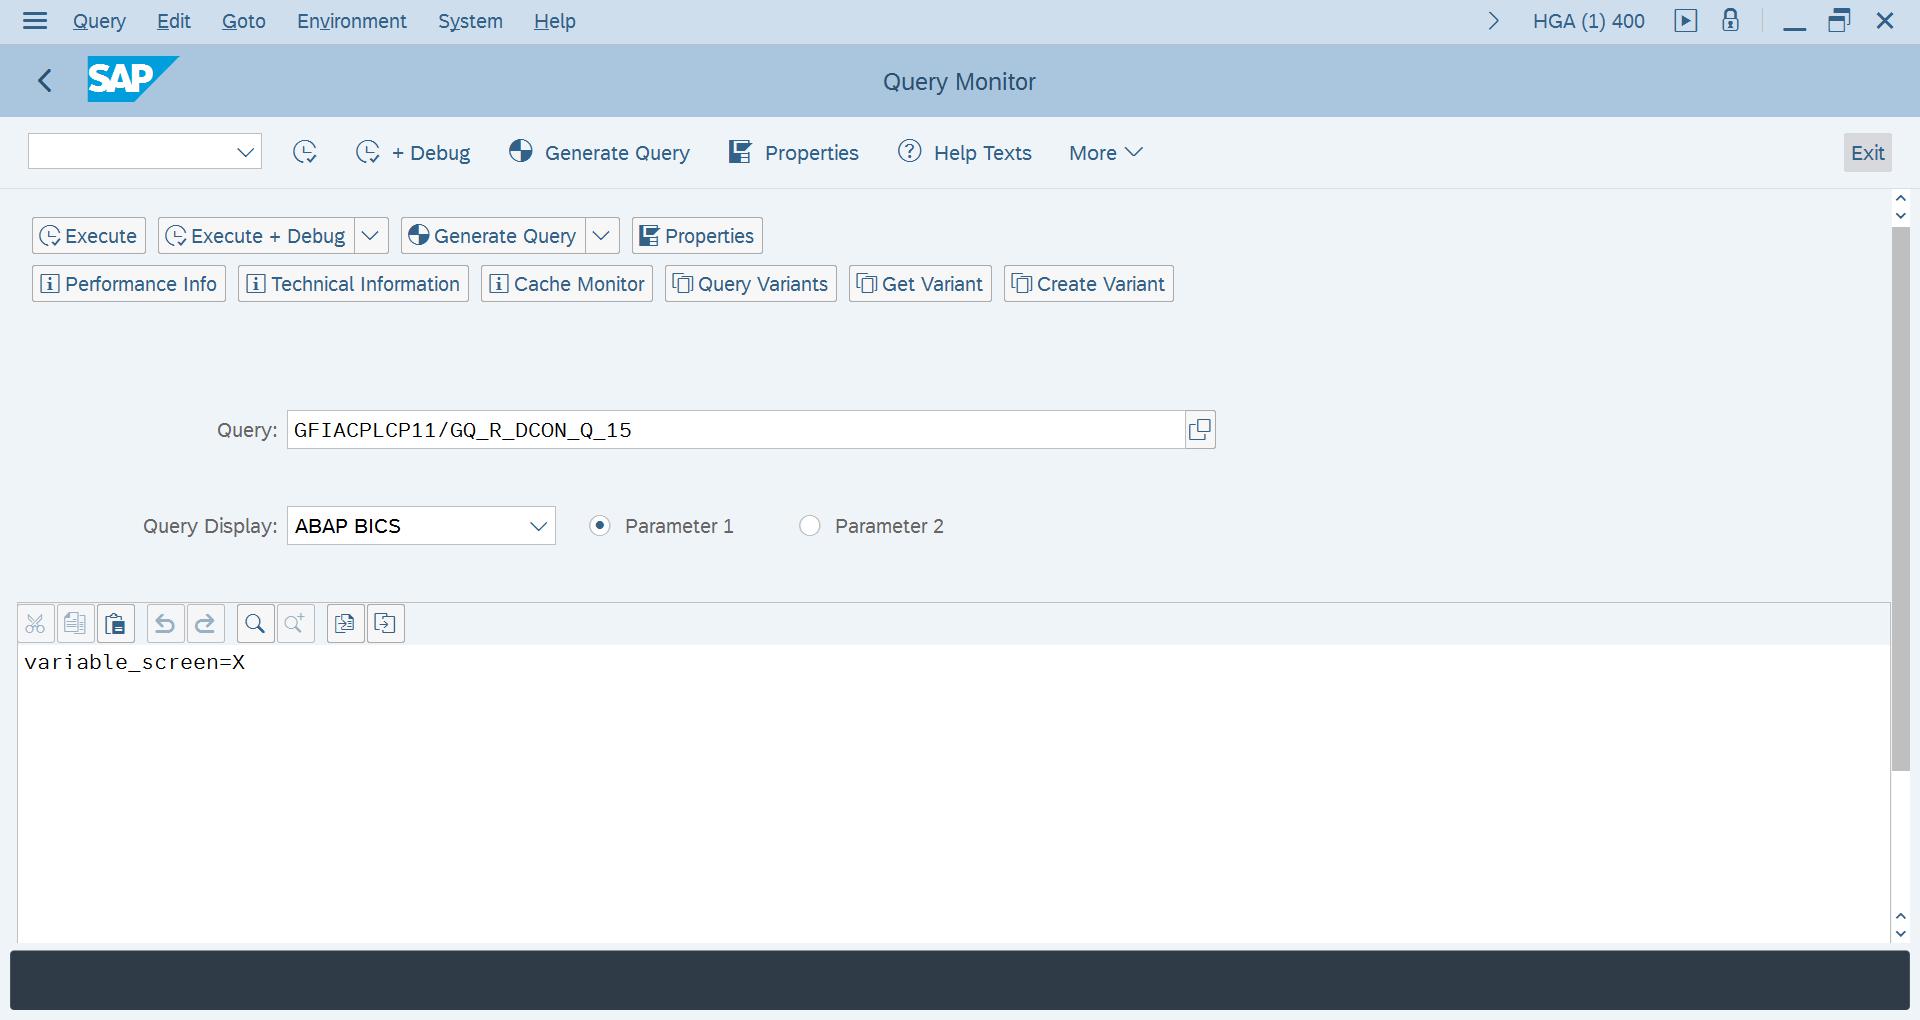 Query Edit Goto Environment System Help HGA (1) 400
SAP Query Monitor
+ Debug Generate Query Properties Help Texts More Exit
Execute Execute + Debug Generate Query Properties
Performance Info Technical Information Cache Monitor Query Variants Get Variant Create Variant
Query: GFIACPLCP11/GQ_R_DCON_Q_15
Query Display: ABAP BICS Parameter 1 Parameter 2
variable_screen=X